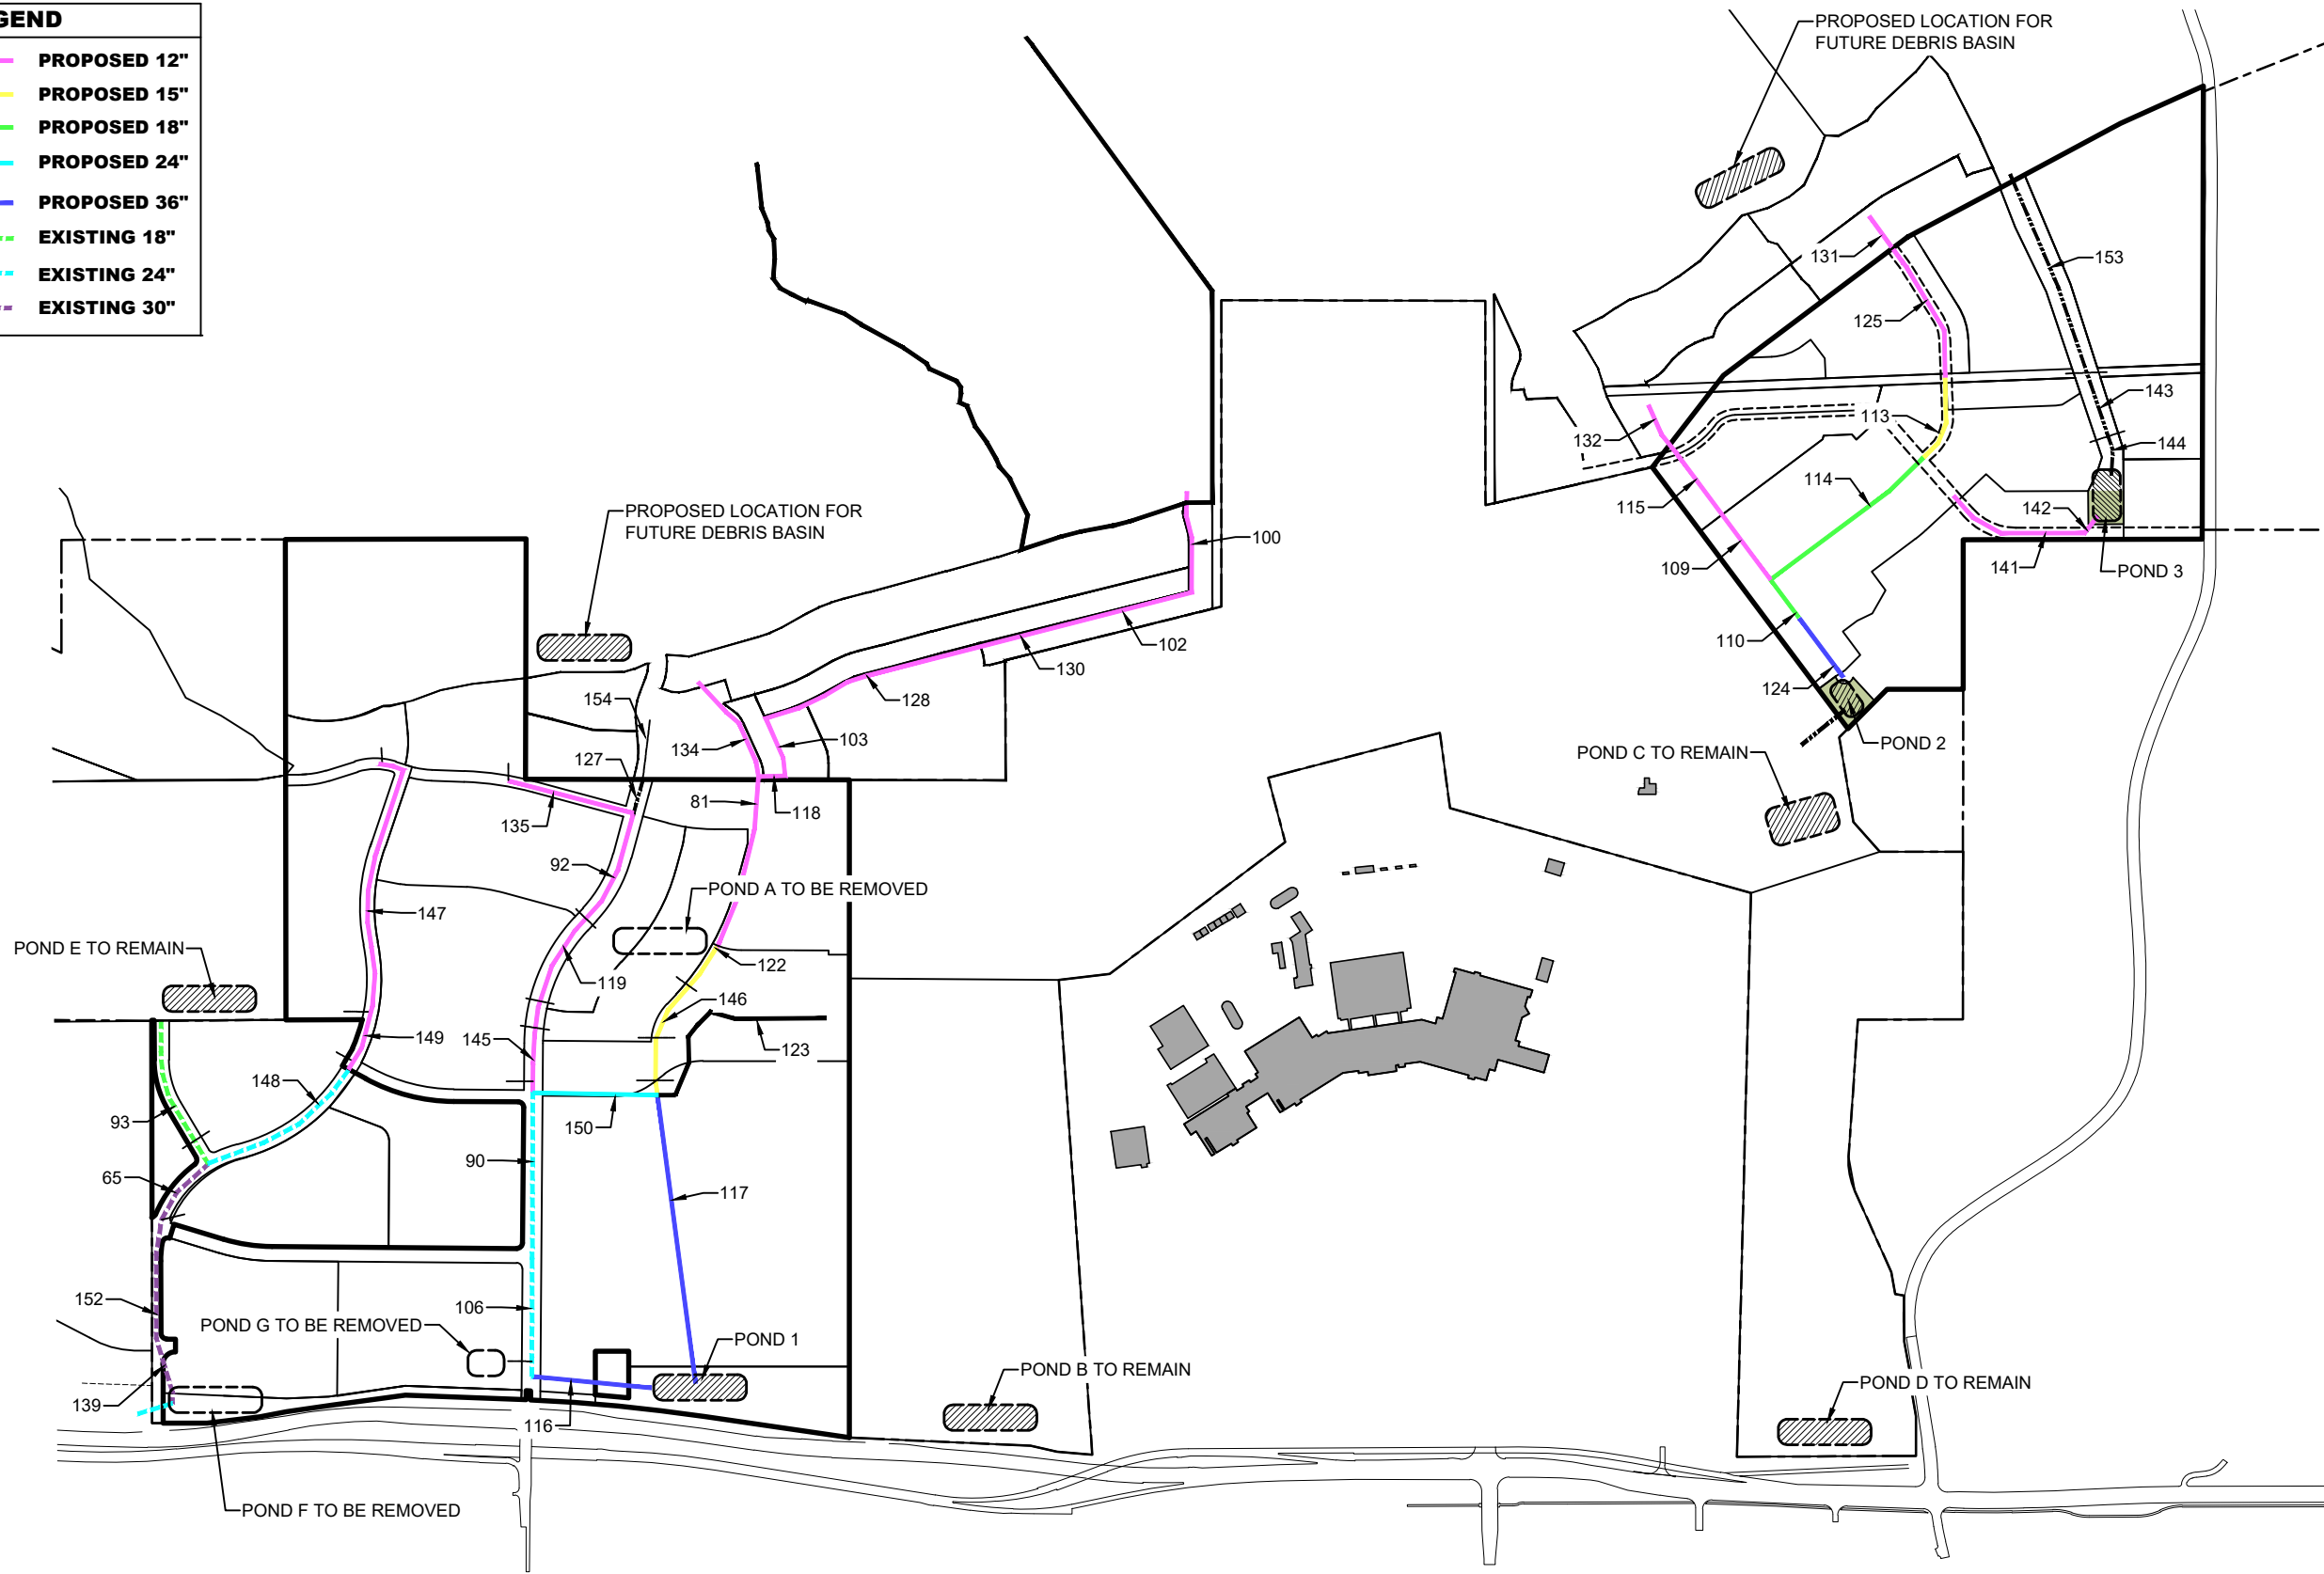 GEND
PROPOSED 12"
PROPOSED 15"
PROPOSED 18"
PROPOSED 24"
PROPOSED 36"
EXISTING 18"
EXISTING 24"
EXISTING 30"
PROPOSED LOCATION FOR
FUTURE DEBRIS BASIN
131
153
125
143
113
132
144
114
115
142
PROPOSED LOCATION FOR
FUTURE DEBRIS BASIN
100
109
141
POND 3
110
102
130
124
128
154
134
103
POND C TO REMAIN
POND 2
127
81
118
135
92
POND A TO BE REMOVED
147
POND E TO REMAIN
122
119
146
149
145
123
148
93
150
90
65
117
152
106
POND G TO BE REMOVED
POND 1
POND B TO REMAIN
POND D TO REMAIN
139
116
POND F TO BE REMOVED